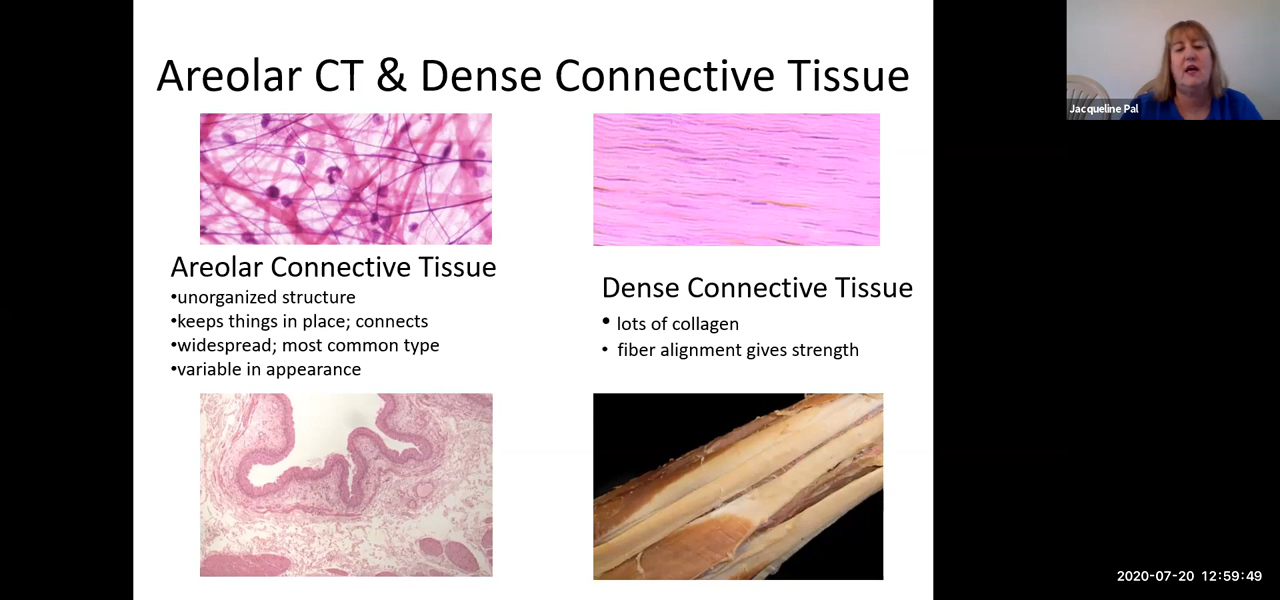 Areolar CT & Dense Connective Tissue
Areolar Connective Tissue
•unorganized structure
•keeps things in place; connects
•widespread; most common type
•variable in appearance
Dense Connective Tissue
• lots of collagen
• fiber alignment gives strength
Jacqueline Pal
2020-07-20 12:59:49